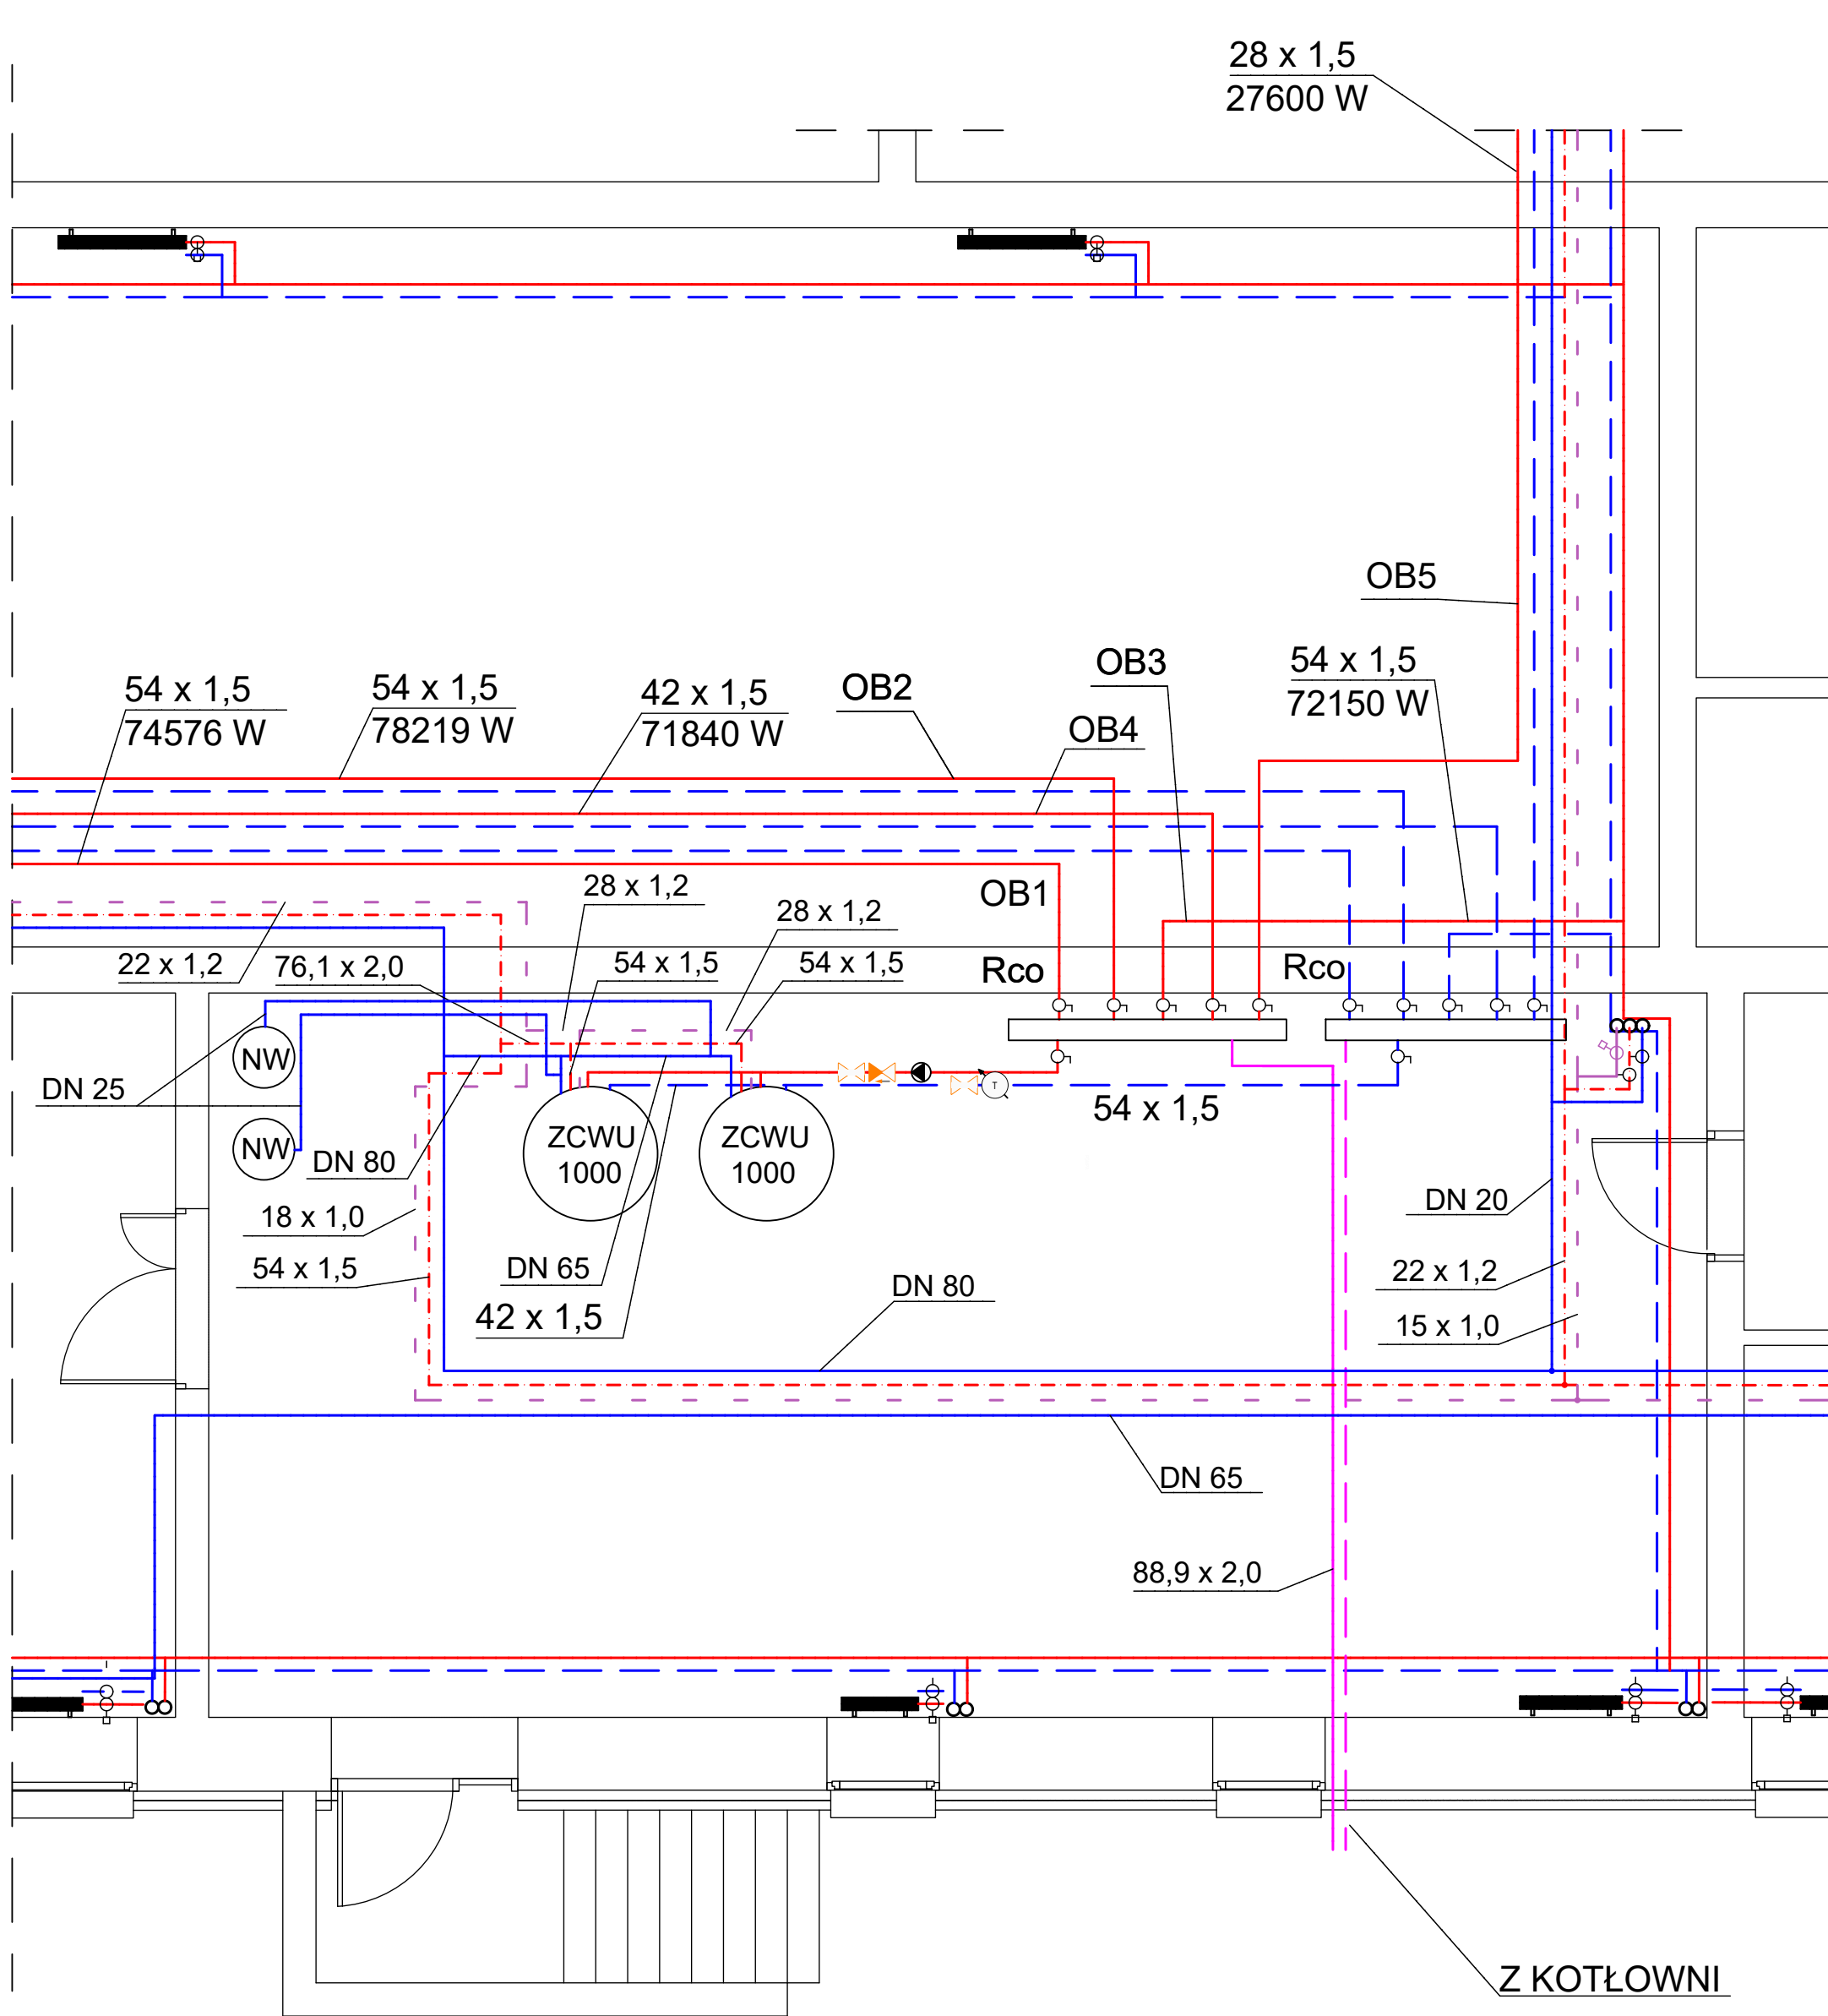 28 x 1,5
27600 W
OB5
54 x 1,5
74576 W
54 x 1,5
78219 W
42 x 1,5
71840 W
OB2
OB3
OB4
54 x 1,5
72150 W
28 x 1,2
28 x 1,2
OB1
22 x 1,2
76,1 x 2,0
54 x 1,5
54 x 1,5
Rco
Rco
NW
DN 25
NW
DN 80
ZCWU
1000
ZCWU
1000
T
54 x 1,5
18 x 1,0
54 x 1,5
DN 65
42 x 1,5
DN 80
DN 20
22 x 1,2
15 x 1,0
DN 65
88,9 x 2,0
Z KOTŁOWNI